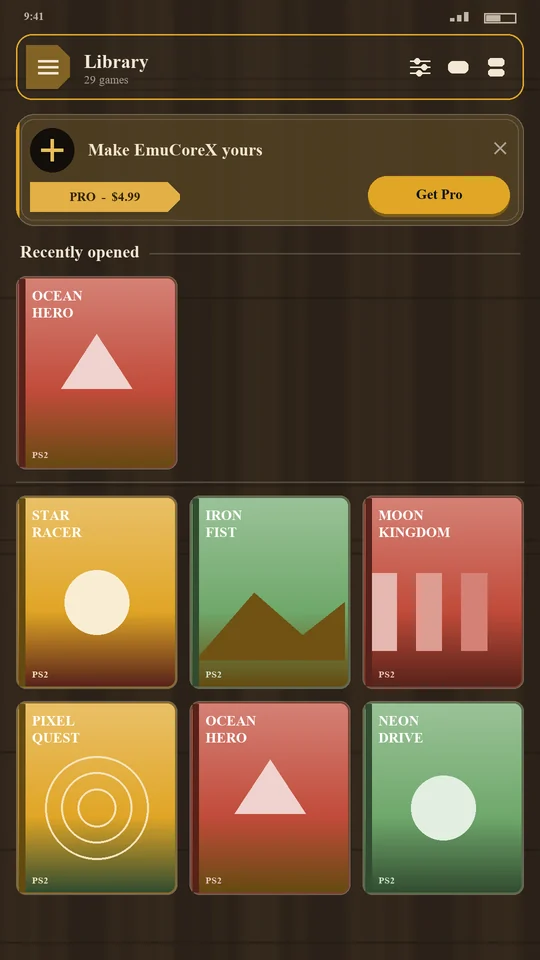 9:41
Library
29 games
Make EmuCoreX yours
PRO - $4.99
Get Pro
Recently opened
OCEAN
HERO
PS2
STAR
RACER
PS2
IRON
FIST
PS2
MOON
KINGDOM
PS2
PIXEL
QUEST
PS2
OCEAN
HERO
PS2
NEON
DRIVE
PS2